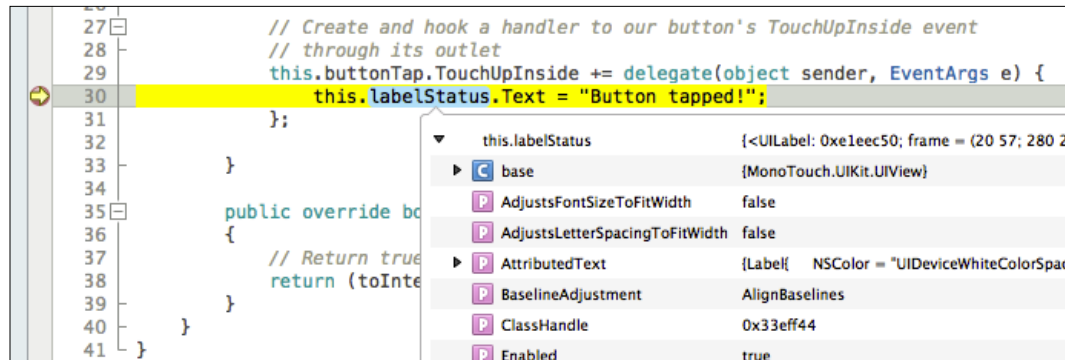 27 // Create and hook a handler to our button's TouchUpInside event
28 // through its outlet
29 this.buttonTap.TouchUpInside += delegate(object sender, EventArgs e) {
30 this.labelStatus.Text = "Button tapped!";
31 };
32
33 }
34
35 public override bo
36 {
37 // Return true
38 return (toInte
39 }
40 }
41 }
this.labelStatus {<UILabel: 0xe1eec50; frame = (20 57; 280 2
C base {MonoTouch.UIKit.UIView}
P AdjustsFontSizeToFitWidth false
P AdjustsLetterSpacingToFitWidth false
P AttributedText {Label{ NSColor = "UIDeviceWhiteColorSpac
P BaselineAdjustment AlignBaselines
P ClassHandle 0x33eff44
P Enabled true